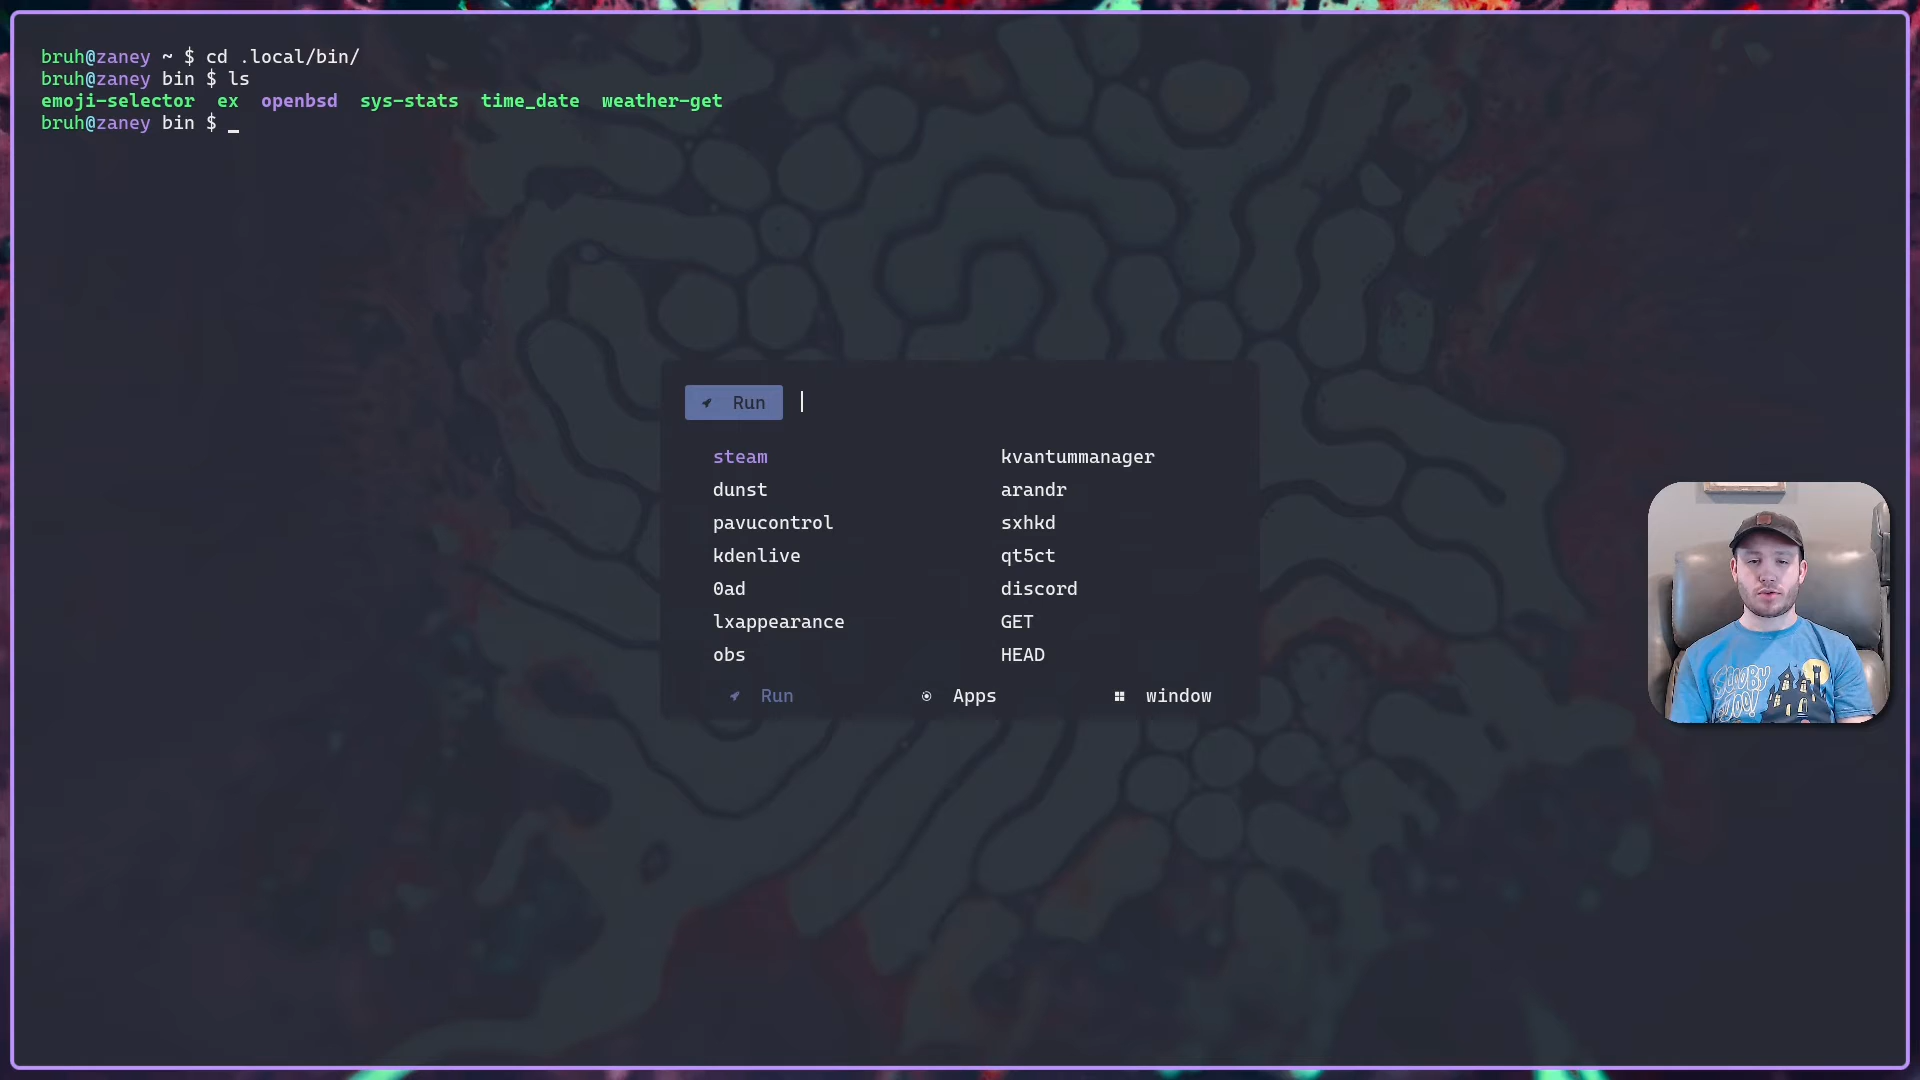 bruh@zaney ~ $ cd .local/bin/
bruh@zaney bin $ ls
emoji-selector ex openbsd sys-stats time_date weather-get
bruh@zaney bin $ _
Run
steam kvantummanager
dunst arandr
pavucontrol sxhkd
kdenlive qt5ct
0ad discord
lxappearance GET
obs HEAD
Run Apps window
SCOOBY
DOO!